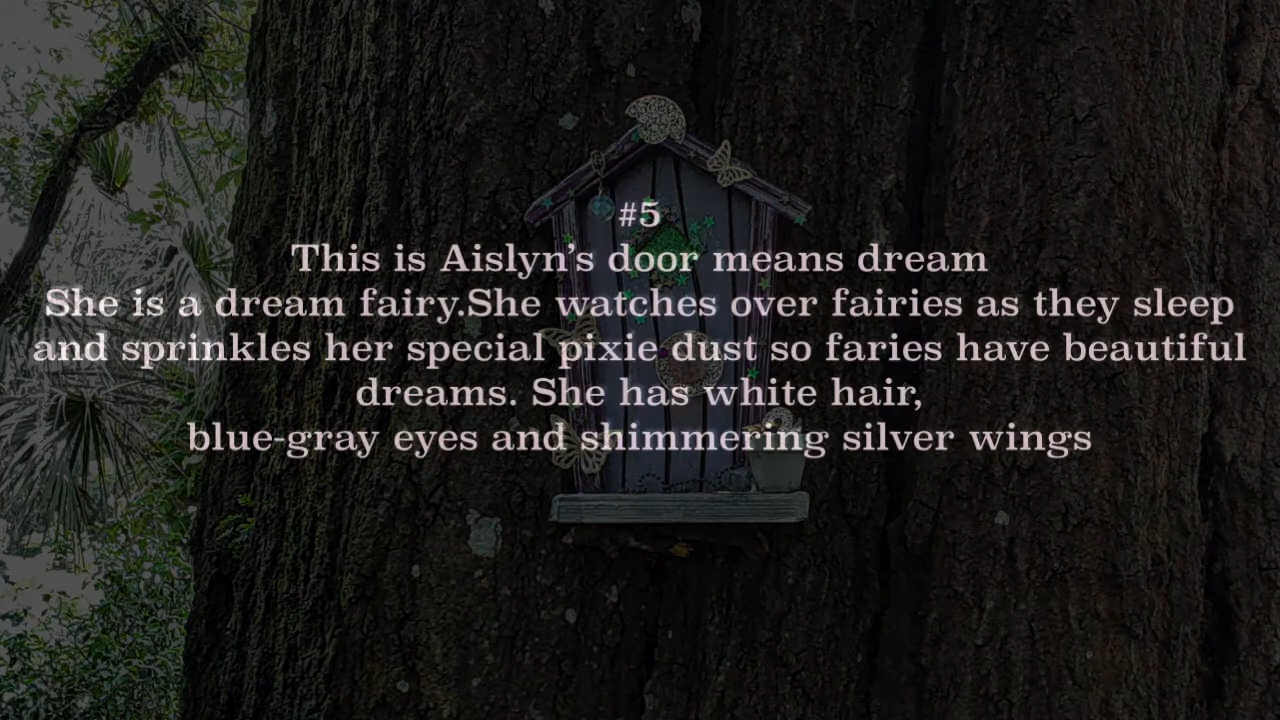 #5
This is Aislyn's door means dream
She is a dream fairy.She watches over fairies as they sleep
and sprinkles her special pixie dust so faries have beautiful
dreams. She has white hair,
blue-gray eyes and shimmering silver wings